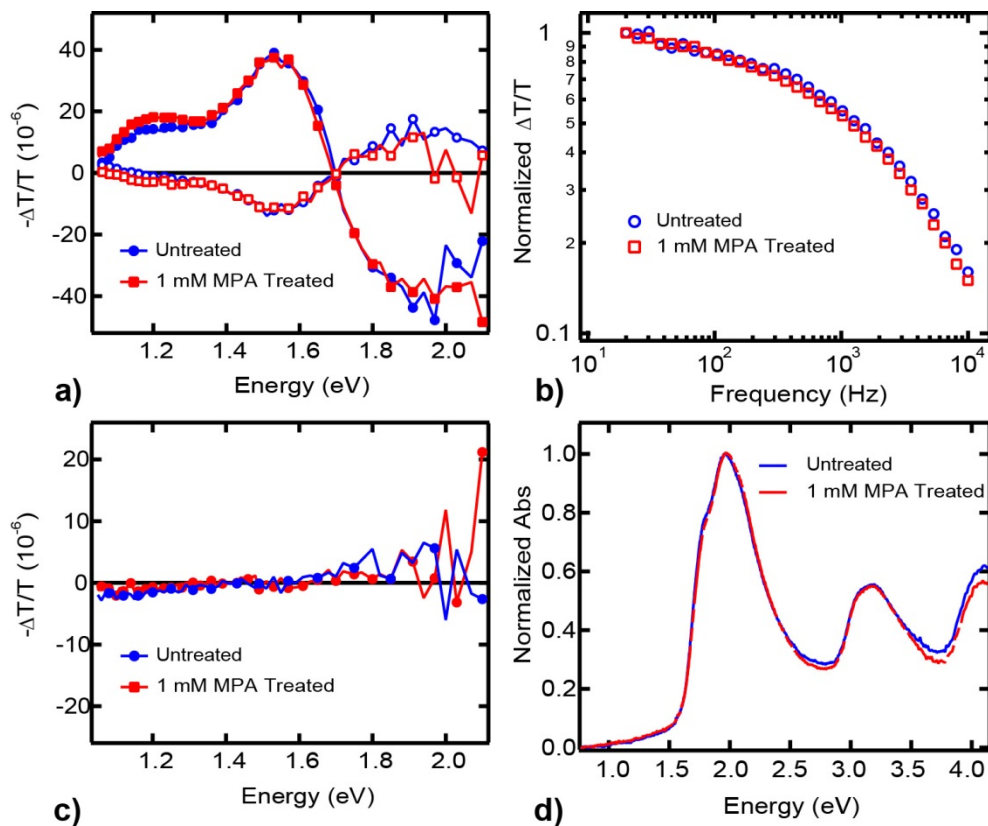 40
20
0
-20
-40
-ΔT/T (10⁻⁶)
Untreated
1 mM MPA Treated
1.2 1.4 1.6 1.8 2.0
Energy (eV)
a)
1
9
8
7
6
5
4
3
2
0.1
Normalized ΔT/T
Untreated
1 mM MPA Treated
10¹ 10² 10³ 10⁴
Frequency (Hz)
b)
20
10
0
-10
-20
-ΔT/T (10⁻⁶)
Untreated
1 mM MPA Treated
1.2 1.4 1.6 1.8 2.0
Energy (eV)
c)
1.0
0.8
0.6
0.4
0.2
0.0
Normalized Abs
Untreated
1 mM MPA Treated
1.0 1.5 2.0 2.5 3.0 3.5 4.0
Energy (eV)
d)